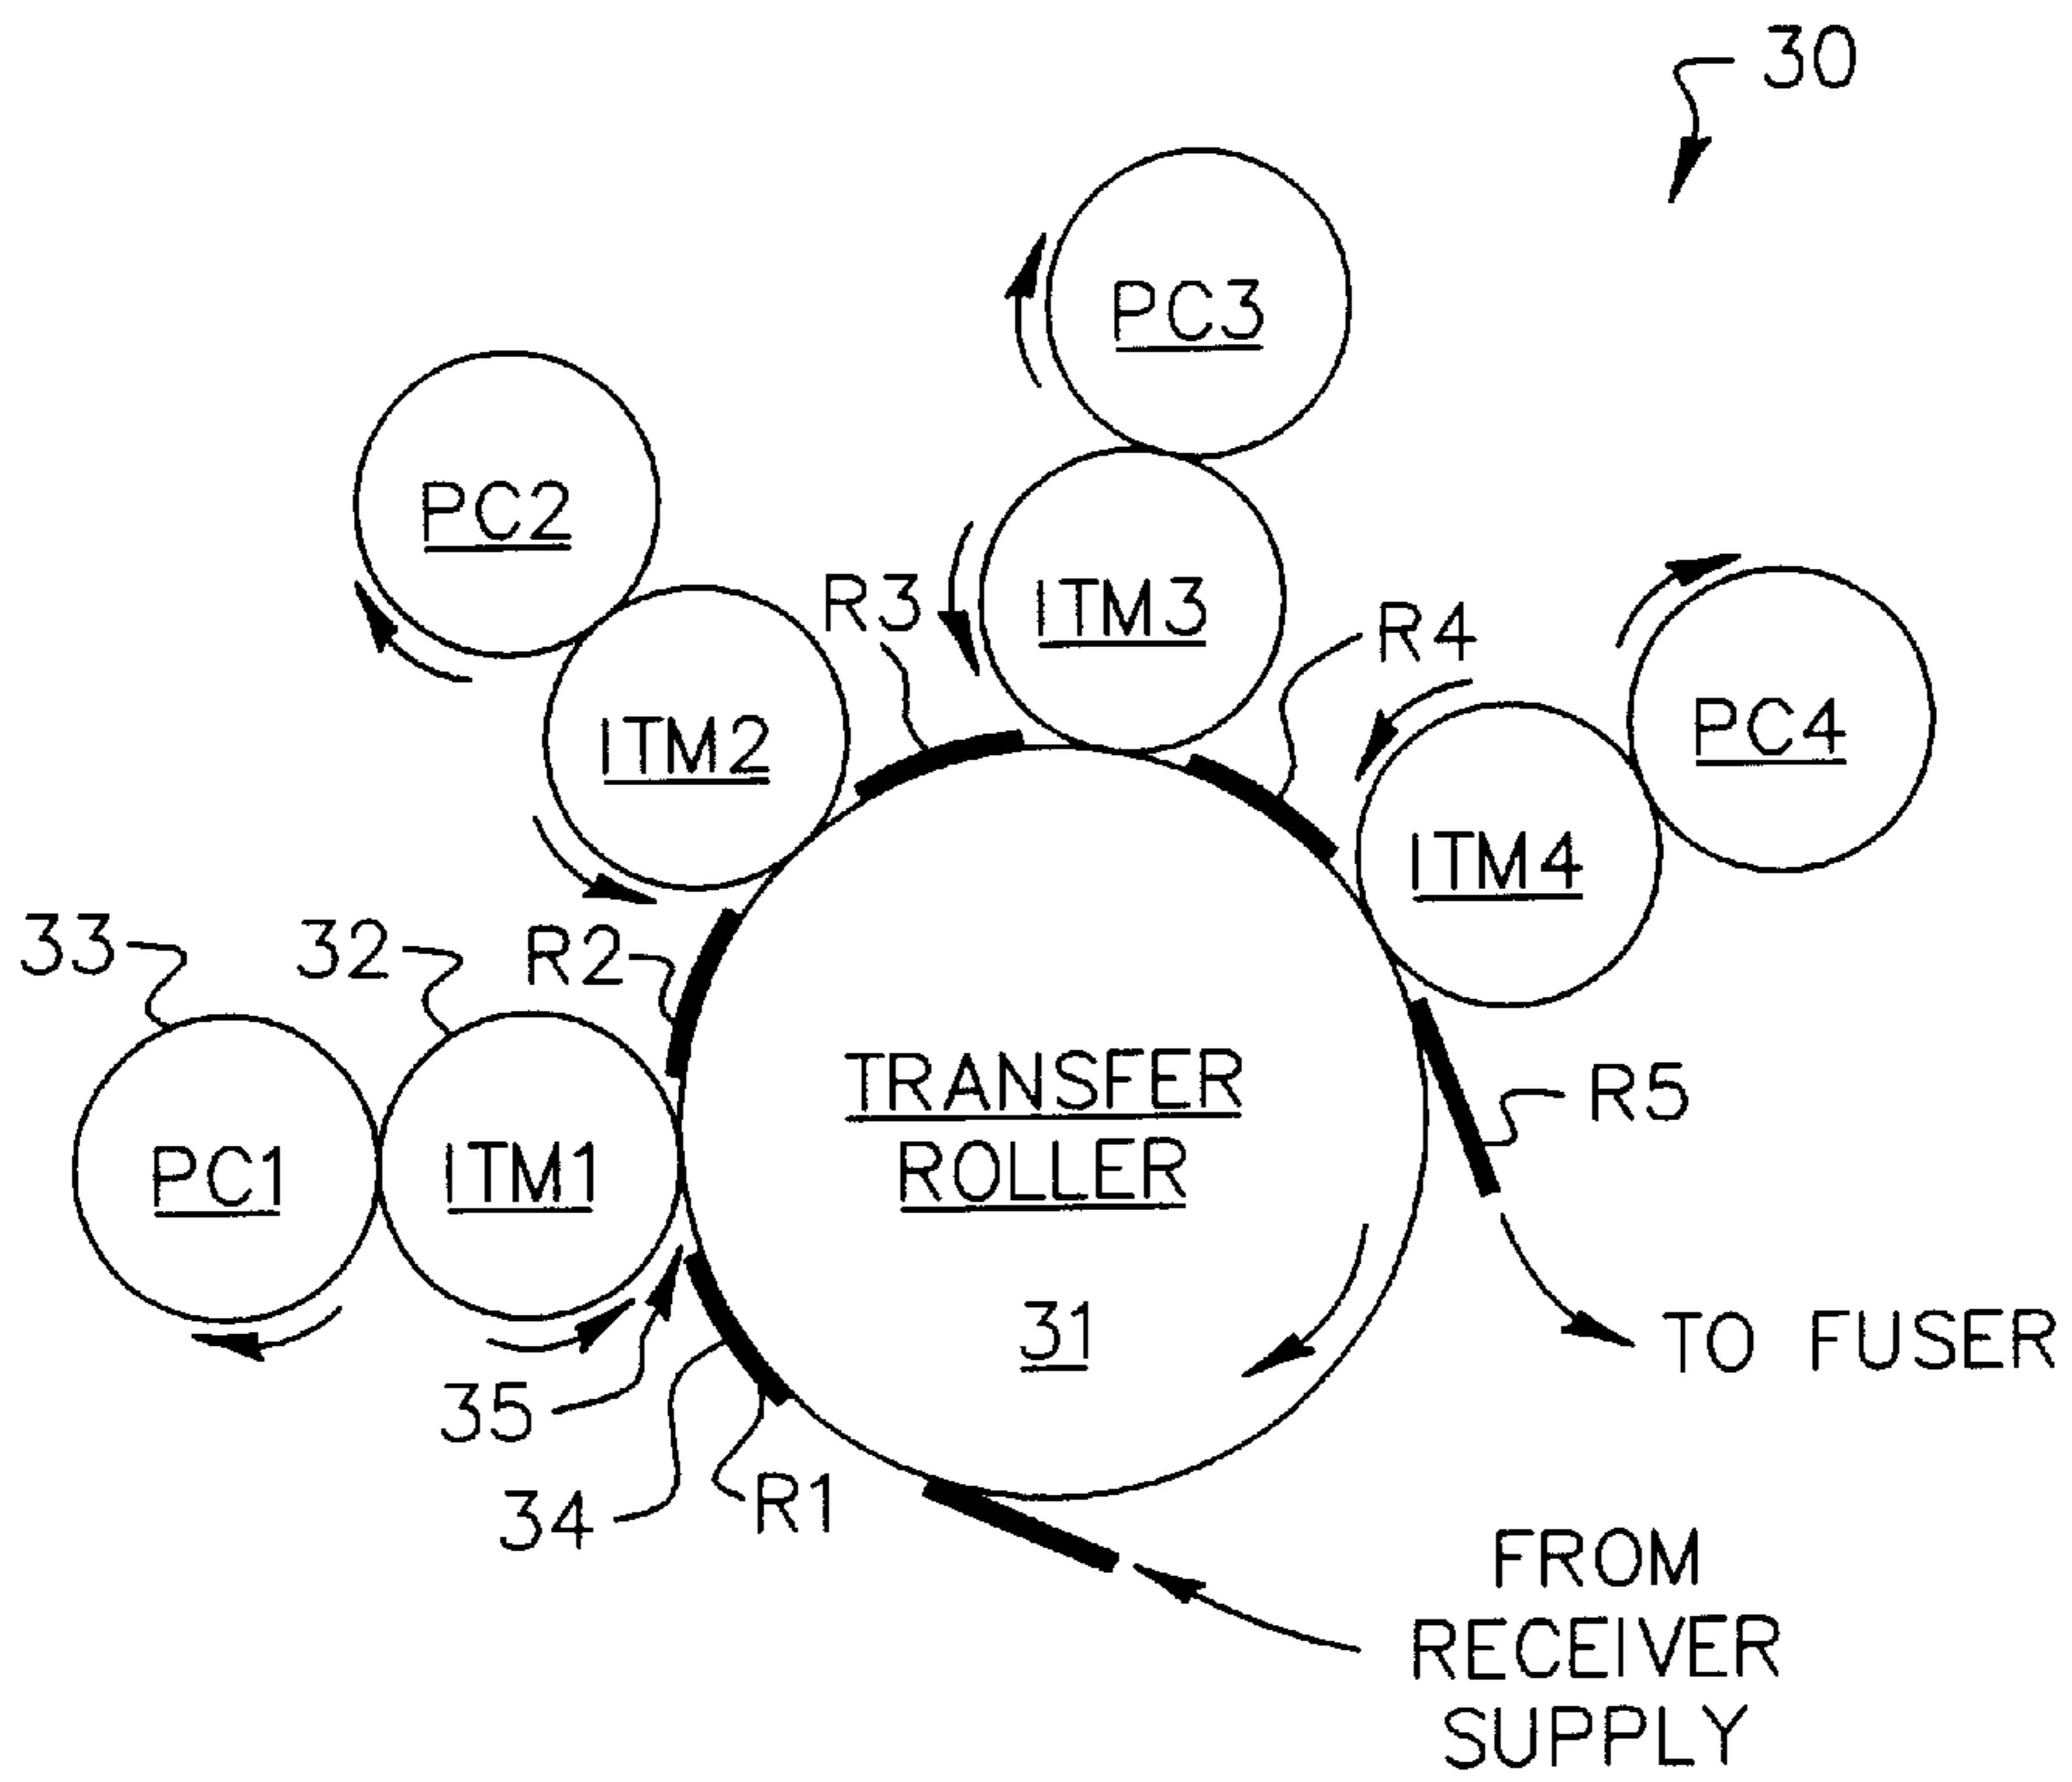 30
PC3
PC2
R3
ITM3
R4
ITM2
PC4
ITM4
33
32
R2
TRANSFER
ROLLER
R5
PC1
ITM1
31
TO FUSER
35
34
R1
FROM
RECEIVER
SUPPLY